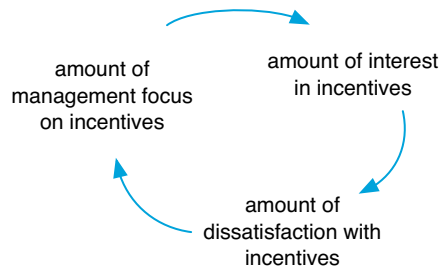 amount of
management focus
on incentives
amount of interest
in incentives
amount of
dissatisfaction with
incentives